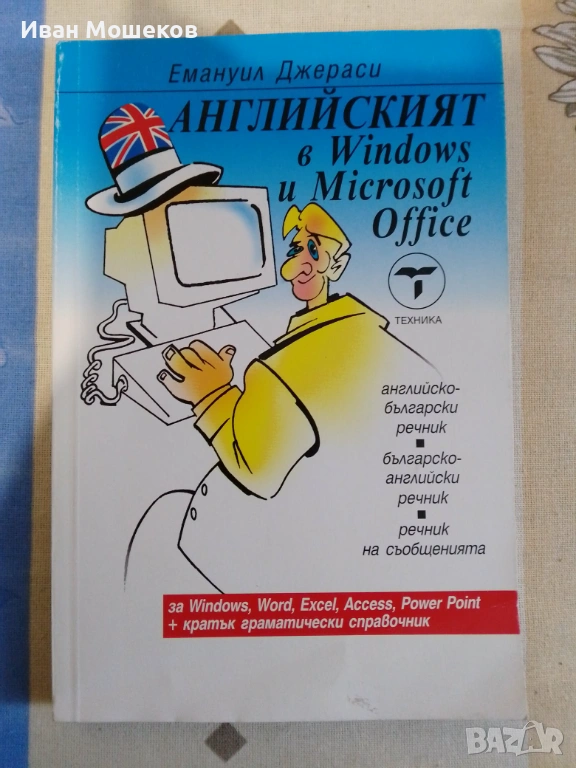 Иван Мошеков
Емануил Джераси
АНГЛИЙСКИЯТ
в Windows
и Microsoft
Office
ТЕХНИКА
английско-
български
речник
българско-
английски
речник
речник
на съобщенията
за Windows, Word, Excel, Access, Power Point
+ кратък граматически справочник
BAZAR